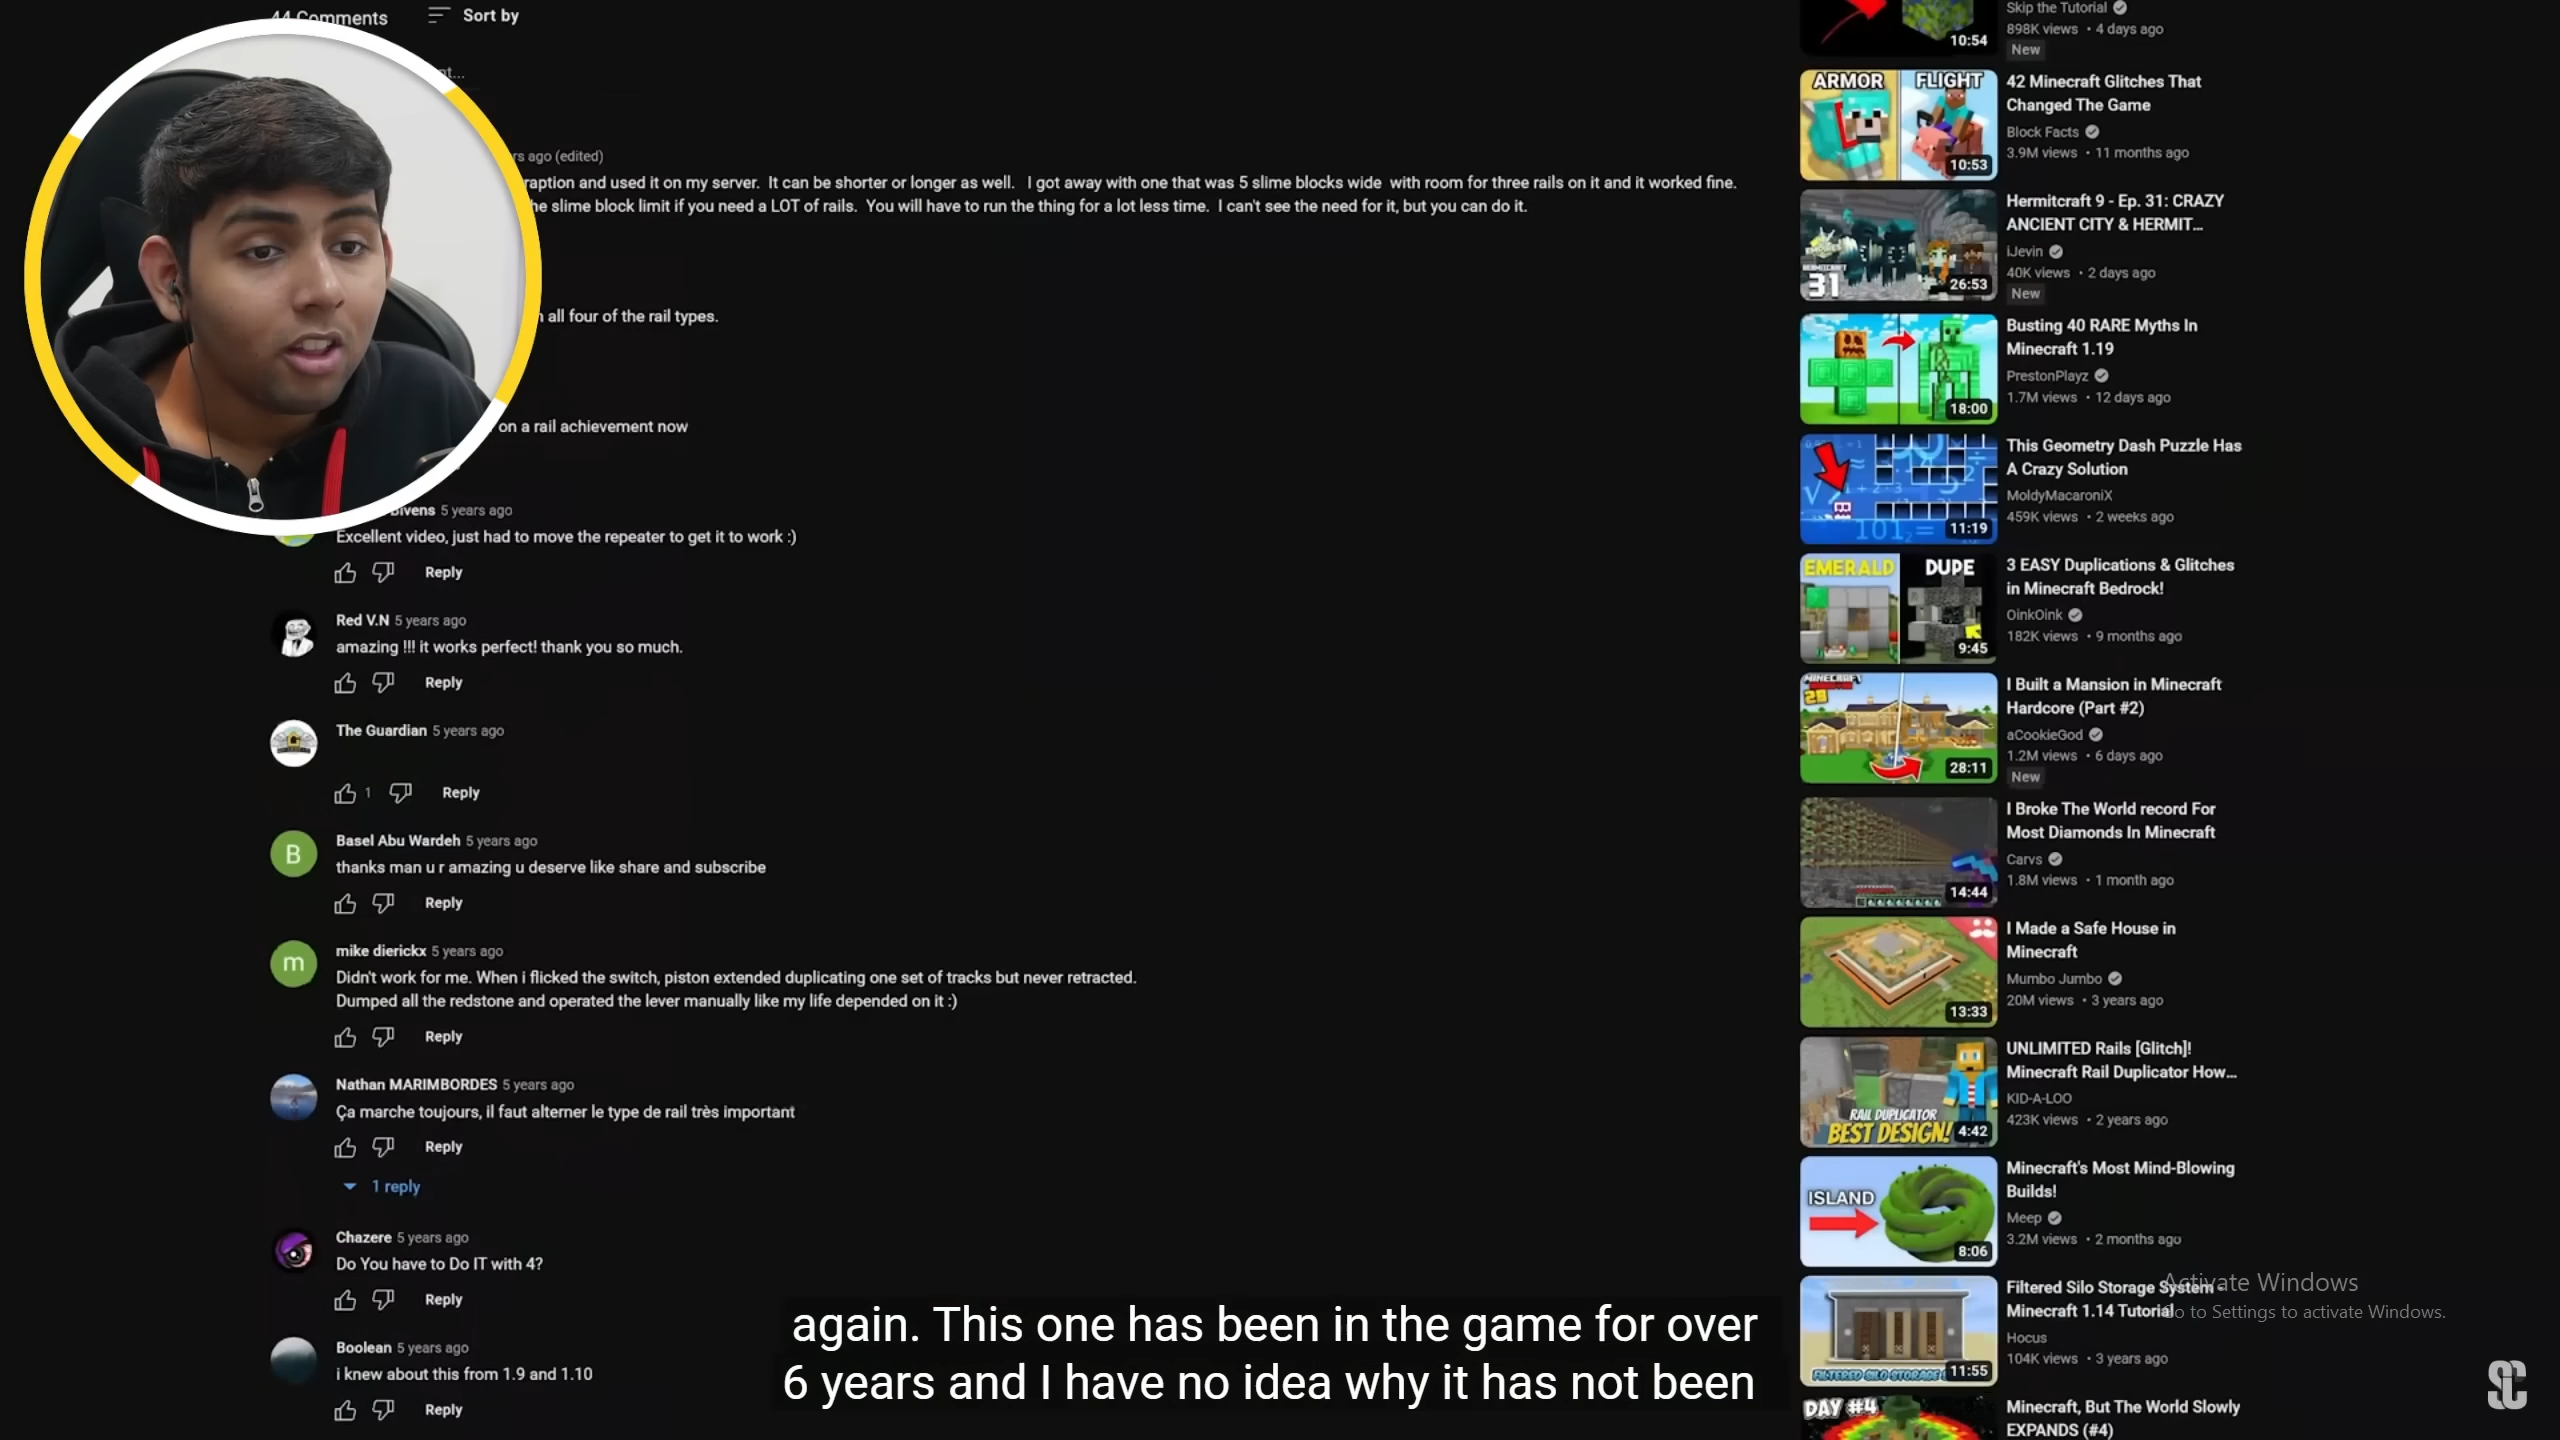 44 Comments
Sort by
rs ago (edited)
raption and used it on my server. It can be shorter or longer as well. I got away with one that was 5 slime blocks wide with room for three rails on it and it worked fine.
he slime block limit if you need a LOT of rails. You will have to run the thing for a lot less time. I can't see the need for it, but you can do it.
all four of the rail types.
on a rail achievement now
Bivens 5 years ago
Excellent video, just had to move the repeater to get it to work :)
Reply
Red V.N 5 years ago
amazing !!! it works perfect! thank you so much.
Reply
The Guardian 5 years ago
1 Reply
B
Basel Abu Wardeh 5 years ago
thanks man u r amazing u deserve like share and subscribe
Reply
m
mike dierickx 5 years ago
Didn't work for me. When i flicked the switch, piston extended duplicating one set of tracks but never retracted.
Dumped all the redstone and operated the lever manually like my life depended on it :)
Reply
Nathan MARIMBORDES 5 years ago
Ça marche toujours, il faut alterner le type de rail très important
Reply
1 reply
Chazere 5 years ago
Do You have to Do IT with 4?
Reply
Boolean 5 years ago
i knew about this from 1.9 and 1.10
Reply
again. This one has been in the game for over
6 years and I have no idea why it has not been
10:54
Skip the Tutorial
898K views • 4 days ago
New
ARMOR FLIGHT
10:53
42 Minecraft Glitches That
Changed The Game
Block Facts
3.9M views • 11 months ago
31
26:53
Hermitcraft 9 - Ep. 31: CRAZY
ANCIENT CITY & HERMIT...
iJevin
40K views • 2 days ago
New
18:00
Busting 40 RARE Myths In
Minecraft 1.19
PrestonPlayz
1.7M views • 12 days ago
11:19
This Geometry Dash Puzzle Has
A Crazy Solution
MoldyMacaroniX
459K views • 2 weeks ago
EMERALD DUPE
9:45
3 EASY Duplications & Glitches
in Minecraft Bedrock!
OinkOink
182K views • 9 months ago
MINECRAFT
28
28:11
I Built a Mansion in Minecraft
Hardcore (Part #2)
aCookieGod
1.2M views • 6 days ago
New
14:44
I Broke The World record For
Most Diamonds In Minecraft
Carvs
1.8M views • 1 month ago
13:33
I Made a Safe House in
Minecraft
Mumbo Jumbo
20M views • 3 years ago
RAIL DUPLICATOR
BEST DESIGN!
4:42
UNLIMITED Rails [Glitch]!
Minecraft Rail Duplicator How...
KID-A-LOO
423K views • 2 years ago
ISLAND
8:06
Minecraft's Most Mind-Blowing
Builds!
Meep
3.2M views • 2 months ago
FILTERED SILO STORAGE
11:55
Filtered Silo Storage System -
Minecraft 1.14 Tutorial
Hocus
104K views • 3 years ago
DAY #4
Minecraft, But The World Slowly
EXPANDS (#4)
Activate Windows
Go to Settings to activate Windows.